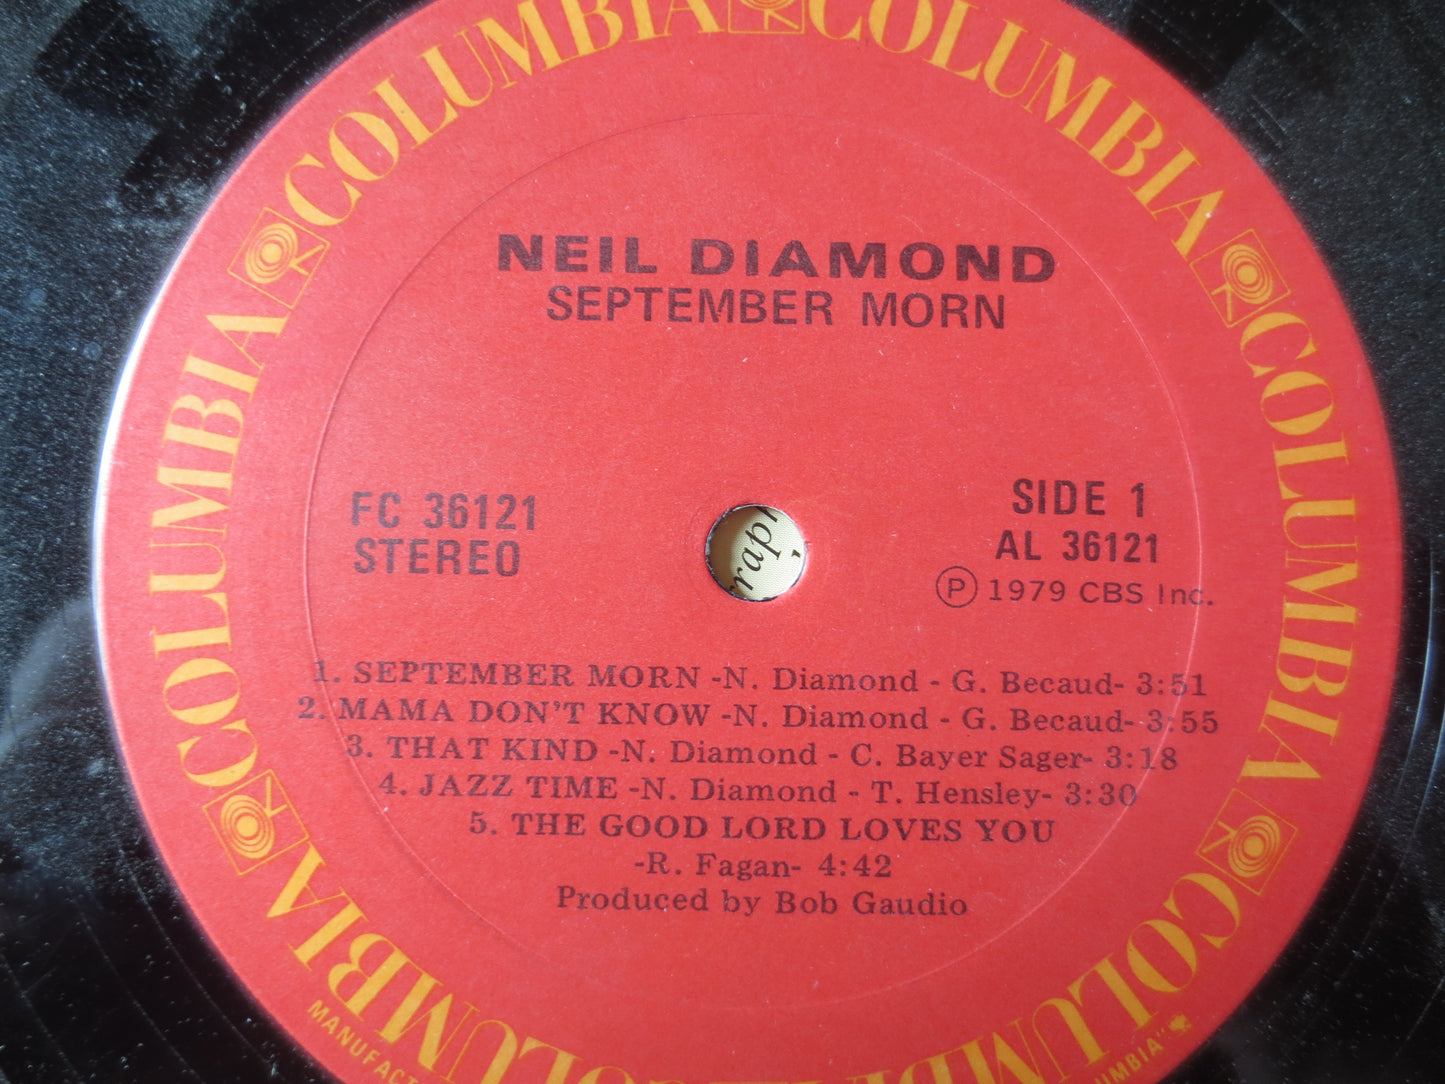 COLUMBIA COLUMBIA COLUMBIA COLUMBIA COLUMBIA COLUMBIA
NEIL DIAMOND
SEPTEMBER MORN
FC 36121
STEREO
SIDE 1
AL 36121
Ⓟ 1979 CBS Inc.
1. SEPTEMBER MORN -N. Diamond - G. Becaud- 3:51
2. MAMA DON'T KNOW -N. Diamond - G. Becaud- 3:55
3. THAT KIND -N. Diamond - C. Bayer Sager- 3:18
4. JAZZ TIME -N. Diamond - T. Hensley- 3:30
5. THE GOOD LORD LOVES YOU
-R. Fagan- 4:42
Produced by Bob Gaudio